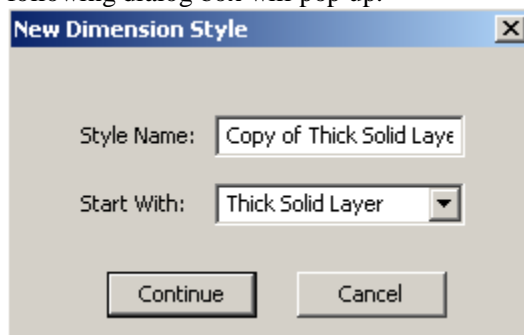 following dialog box will pop up.
New Dimension Style
Style Name: Copy of Thick Solid Laye
Start With: Thick Solid Layer
Continue Cancel